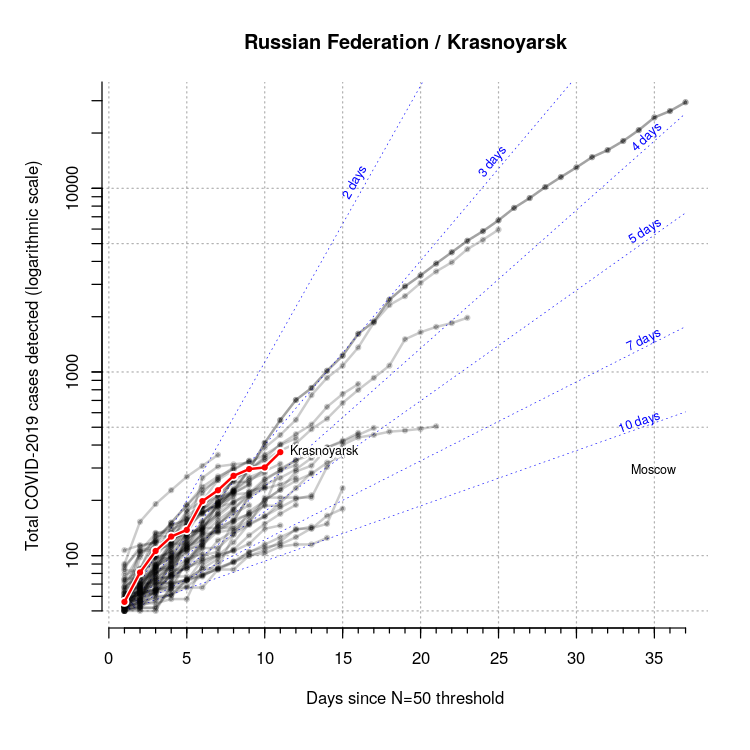 Russian Federation / Krasnoyarsk
Total COVID-2019 cases detected (logarithmic scale)
10000
1000
100
2 days
3 days
4 days
5 days
7 days
10 days
Krasnoyarsk
Moscow
0 5 10 15 20 25 30 35
Days since N=50 threshold